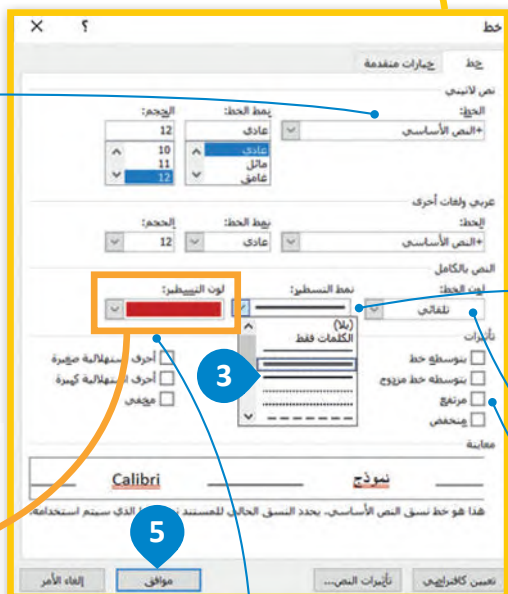 خط
؟ ×
خط خيارات متقدمة
نص لاتيني
الخط: نمط الخط: الحجم:
+النص الأساسي عادي 12
عادي 10
مائل 11
غامق 12
عربي ولغات أخرى
الخط: نمط الخط: الحجم:
+النص الأساسي عادي 12
النص بالكامل
لون الخط: نمط التسطير: لون التسطير:
تلقائي
(بلا)
الكلمات فقط
3
تأثيرات
يتوسطه خط
يتوسطه خط مزدوج
مرتفع
منخفض
أحرف استهلالية صغيرة
أحرف استهلالية كبيرة
مخفي
معاينة
نموذج Calibri
هذا هو خط نسق النص الأساسي. يحدد النسق الحالي للمستند الذي سيتم استخدامه.
5
تعيين كافتراضي تأثيرات النص... موافق إلغاء الأمر